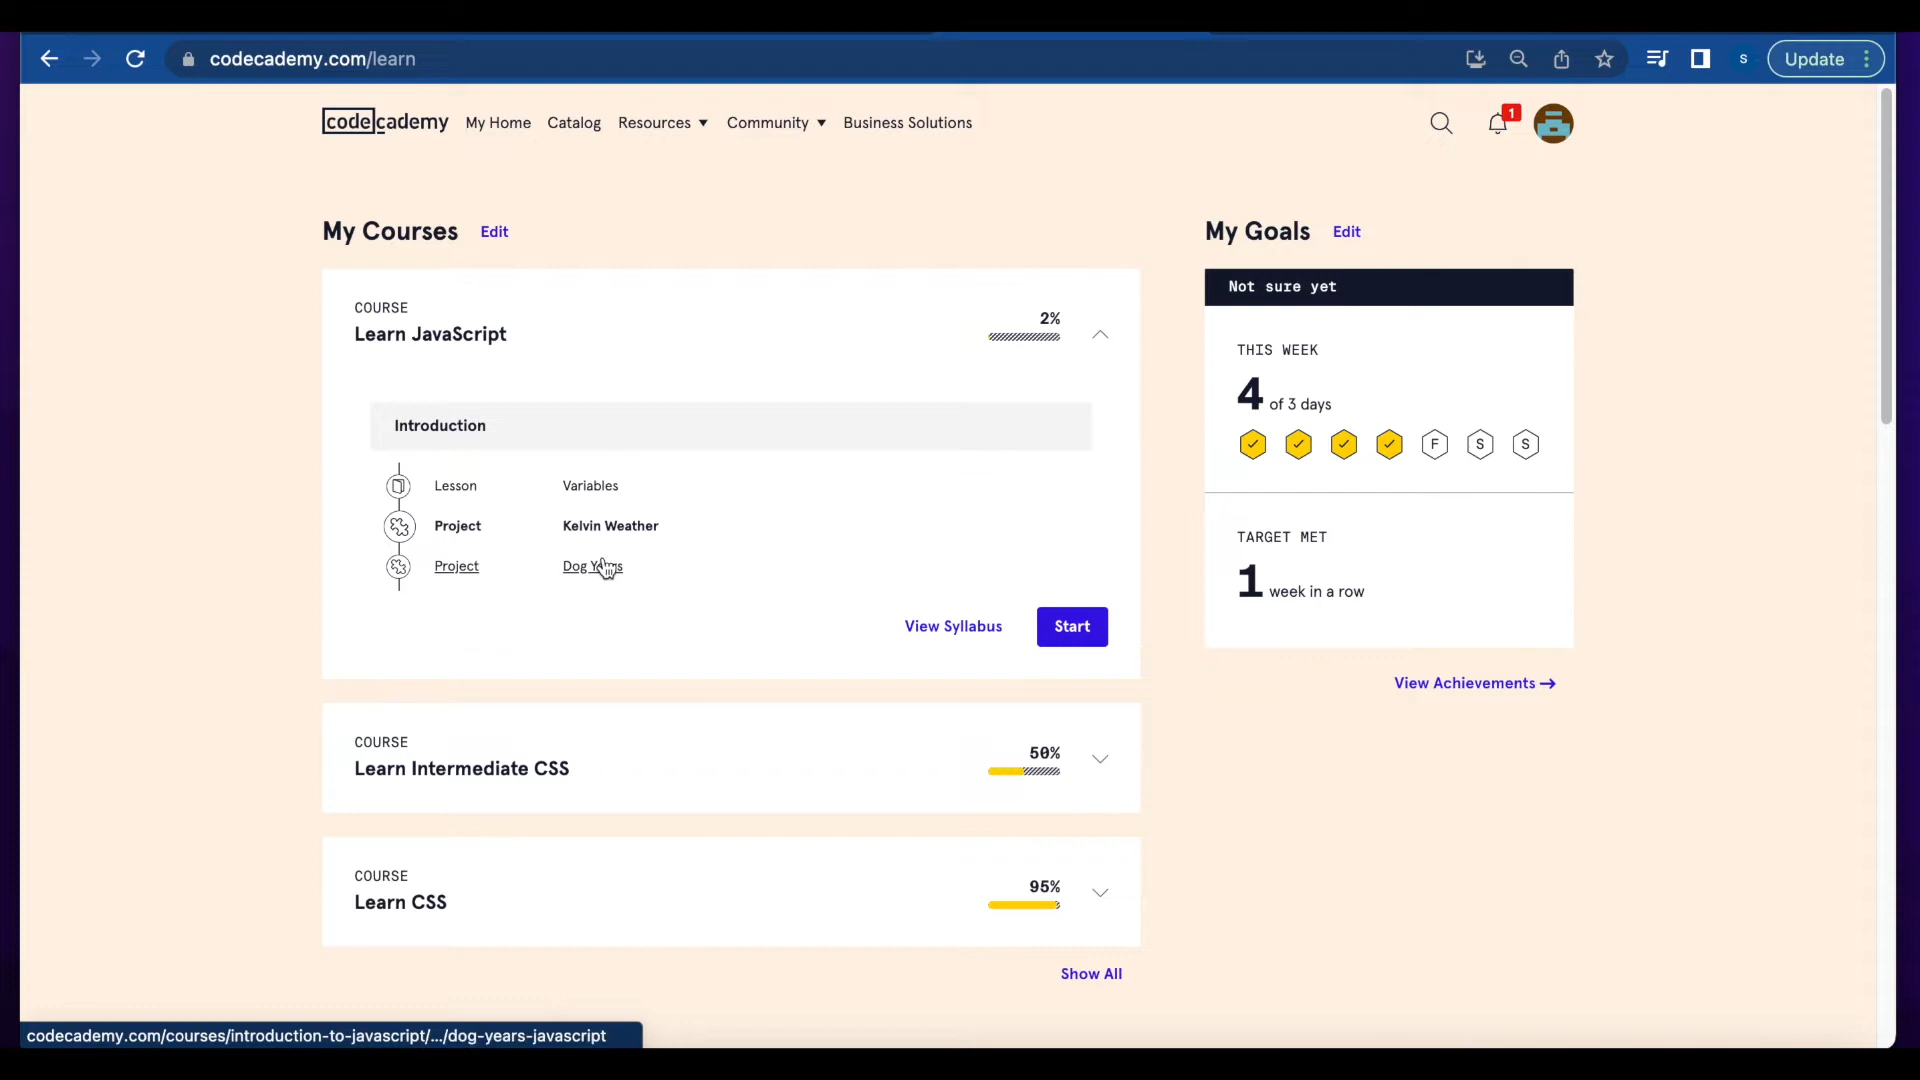 codecademy.com/learn
s
Update
codecademy
My Home
Catalog
Resources
Community
Business Solutions
1
My Courses
Edit
COURSE
Learn JavaScript
2%
Introduction
Lesson
Variables
Project
Kelvin Weather
Project
Dog Years
View Syllabus
Start
COURSE
Learn Intermediate CSS
50%
COURSE
Learn CSS
95%
Show All
My Goals
Edit
Not sure yet
THIS WEEK
4 of 3 days
F
S
S
TARGET MET
1 week in a row
View Achievements
codecademy.com/courses/introduction-to-javascript/.../dog-years-javascript